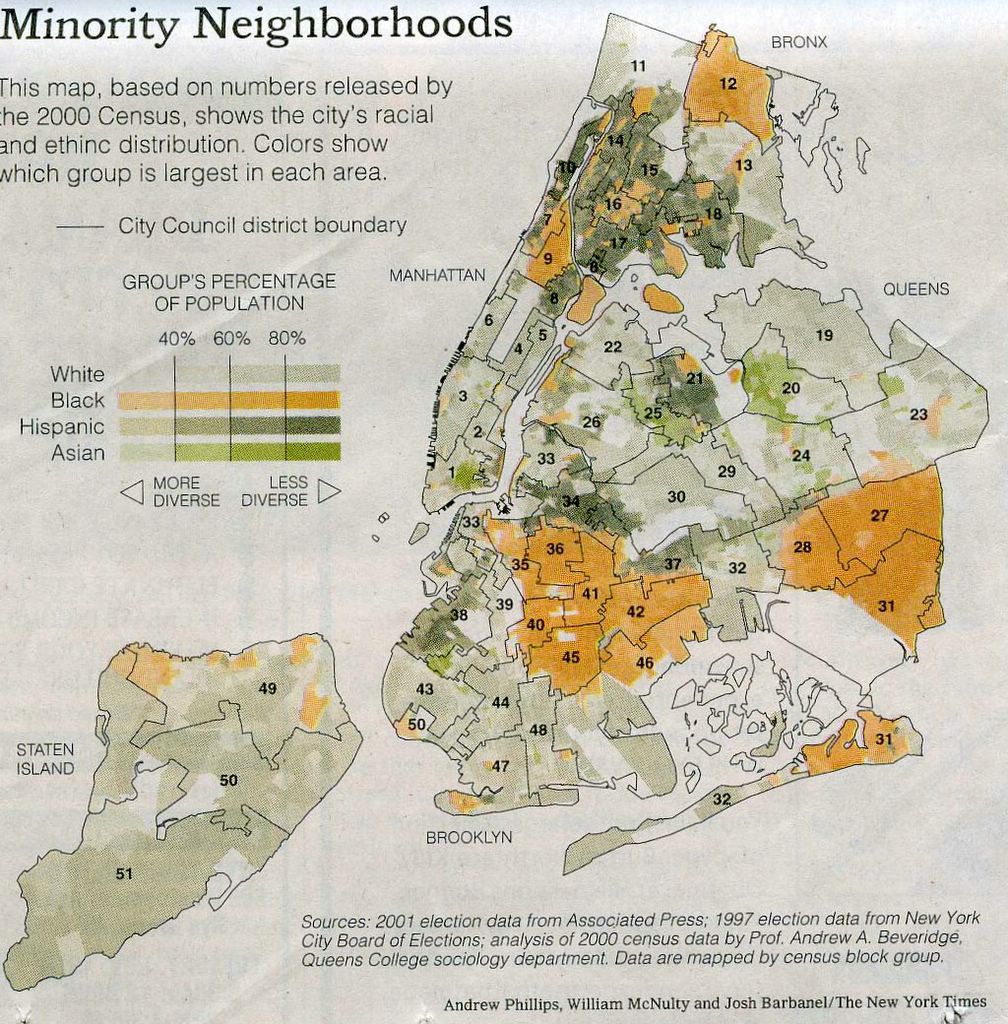 Minority Neighborhoods
This map, based on numbers released by
the 2000 Census, shows the city's racial
and ethinc distribution. Colors show
which group is largest in each area.
City Council district boundary
GROUP'S PERCENTAGE
OF POPULATION
40% 60% 80%
White
Black
Hispanic
Asian
MORE
DIVERSE
LESS
DIVERSE
BRONX
11
12
14
13
10
15
16
7
18
17
9
6
8
MANHATTAN
QUEENS
6
5
4
19
22
3
21
20
25
23
26
2
24
33
29
1
30
34
27
33
36
28
35
37
32
41
39
42
31
38
40
45
46
43
44
49
50
48
31
STATEN
ISLAND
47
50
32
BROOKLYN
51
Sources: 2001 election data from Associated Press; 1997 election data from New York
City Board of Elections; analysis of 2000 census data by Prof. Andrew A. Beveridge,
Queens College sociology department. Data are mapped by census block group.
Andrew Phillips, William McNulty and Josh Barbanel/The New York Times